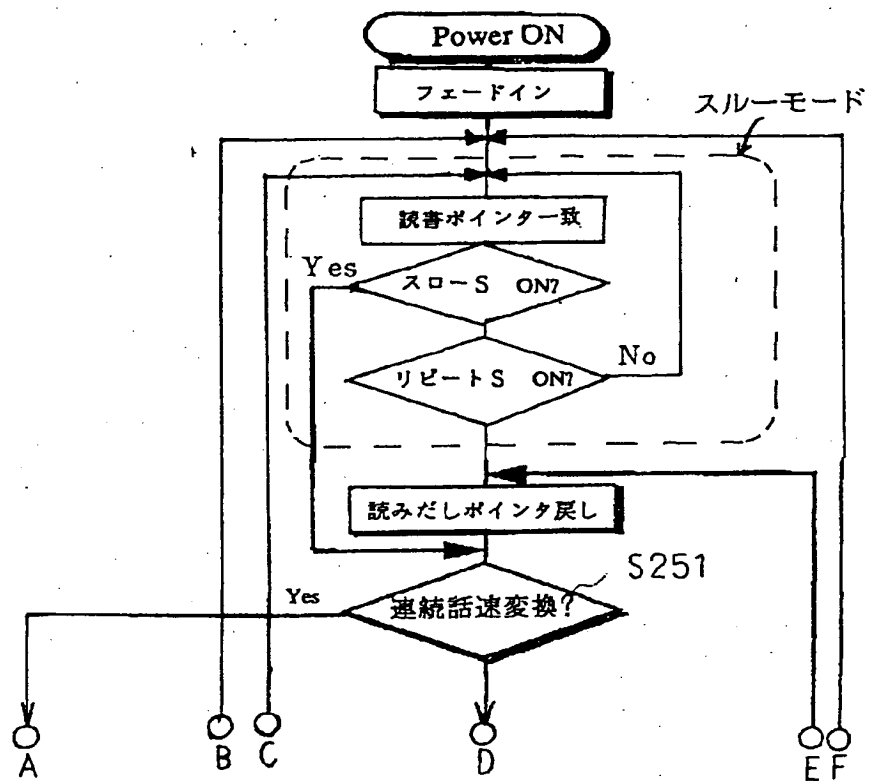 Power ON
フェードイン
スルーモード
読書ポインター致
Yes
スローS ON?
No
リピートS ON?
読みだしポインタ戻し
S251
Yes
連続話速変換?
A
B
C
D
E
F